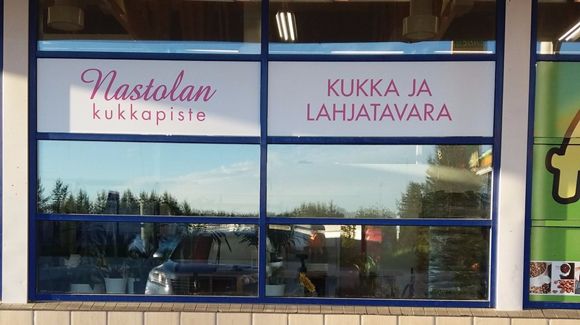 Nastolan
kukkapiste
KUKKA JA
LAHJATAVARA